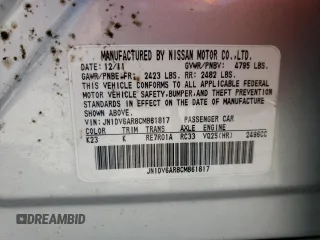 MANUFACTURED BY NISSAN MOTOR CO.,LTD.
DATE: 12/11 GVWR/PNBV: 4795 LBS.
GAWR/PNBE-FR: 2423 LBS. RR: 2482 LBS.
THIS VEHICLE CONFORMS TO ALL APPLICABLE FEDERAL
MOTOR VEHICLE SAFETY, BUMPER, AND THEFT PREVENTION
STANDARDS IN EFFECT ON THE DATE OF MANUFACTURE
SHOWN ABOVE.
VIN: JN1DV6AR8CM861817 PASSENGER CAR
COLOR TRIM TRANS AXLE ENGINE
K23 K RE7R01A RC33 VQ25(HR) 2496CC
JN1DV6AR8CM861817
AUTOBIDMASTER